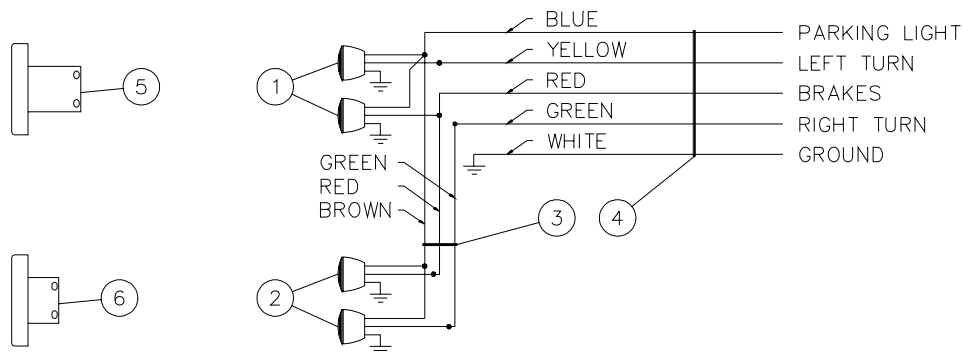 BLUE
PARKING LIGHT
YELLOW
LEFT TURN
RED
BRAKES
GREEN
RIGHT TURN
WHITE
GROUND
5
1
GREEN
RED
BROWN
3
4
6
2